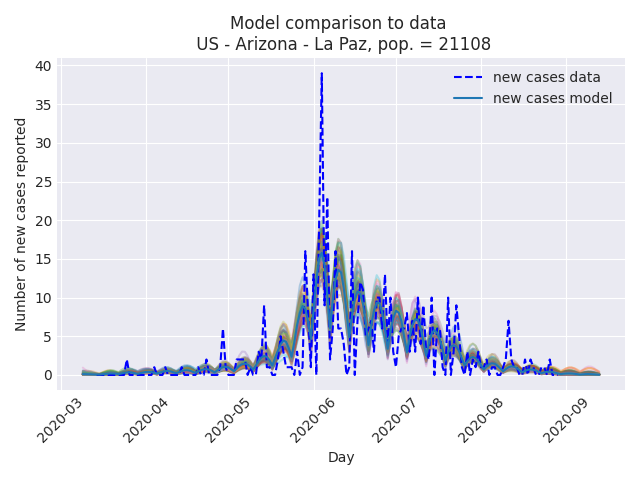 Model comparison to data
US - Arizona - La Paz, pop. = 21108
new cases data
new cases model
Number of new cases reported
40
35
30
25
20
15
10
5
0
2020-03
2020-04
2020-05
2020-06
2020-07
2020-08
2020-09
Day